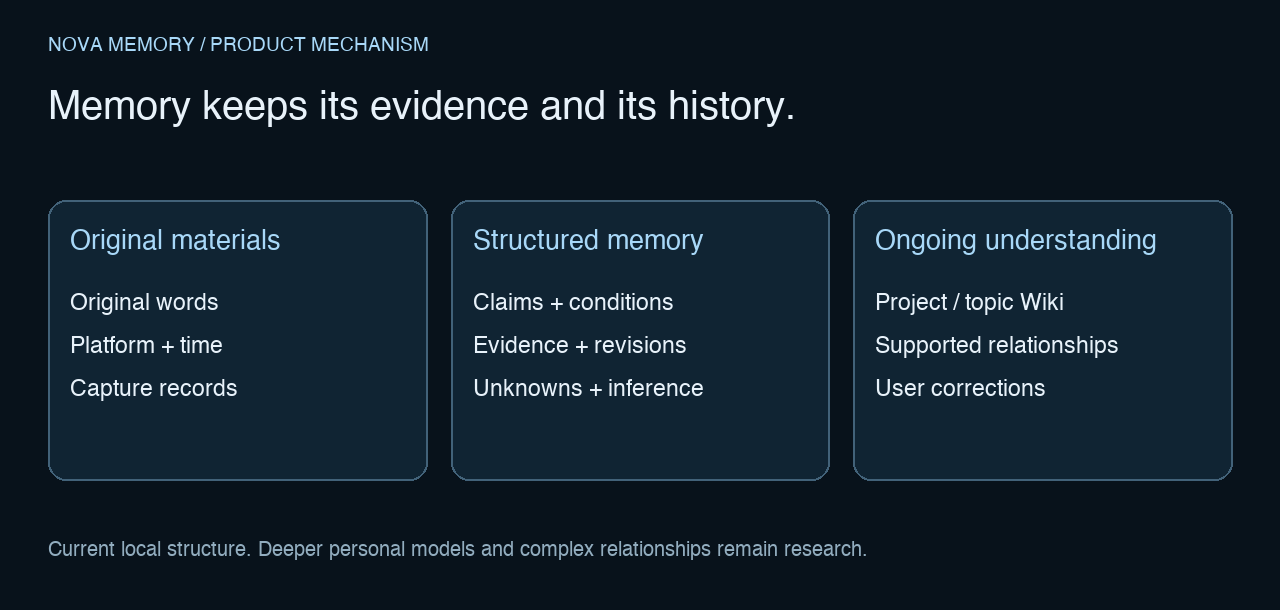 NOVA MEMORY / PRODUCT MECHANISM
Memory keeps its evidence and its history.
Original materials
Original words
Platform + time
Capture records
Structured memory
Claims + conditions
Evidence + revisions
Unknowns + inference
Ongoing understanding
Project / topic Wiki
Supported relationships
User corrections
Current local structure. Deeper personal models and complex relationships remain research.